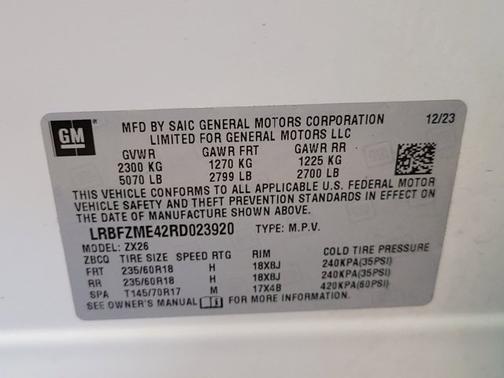 GM
MFD BY SAIC GENERAL MOTORS CORPORATION 12/23
LIMITED FOR GENERAL MOTORS LLC
GVWR GAWR FRT GAWR RR
2300 KG 1270 KG 1225 KG
5070 LB 2799 LB 2700 LB
THIS VEHICLE CONFORMS TO ALL APPLICABLE U.S. FEDERAL MOTOR
VEHICLE SAFETY AND THEFT PREVENTION STANDARDS IN EFFECT ON
THE DATE OF MANUFACTURE SHOWN ABOVE.
LRBFZME42RD023920 TYPE: M.P.V.
MODEL: ZX26
ZBCQ TIRE SIZE SPEED RTG RIM COLD TIRE PRESSURE
FRT 235/60R18 H 18X8J 240KPA(35PSI)
RR 235/60R18 H 18X8J 240KPA(35PSI)
SPA T145/70R17 M 17X4B 420KPA(60PSI)
SEE OWNER'S MANUAL FOR MORE INFORMATION